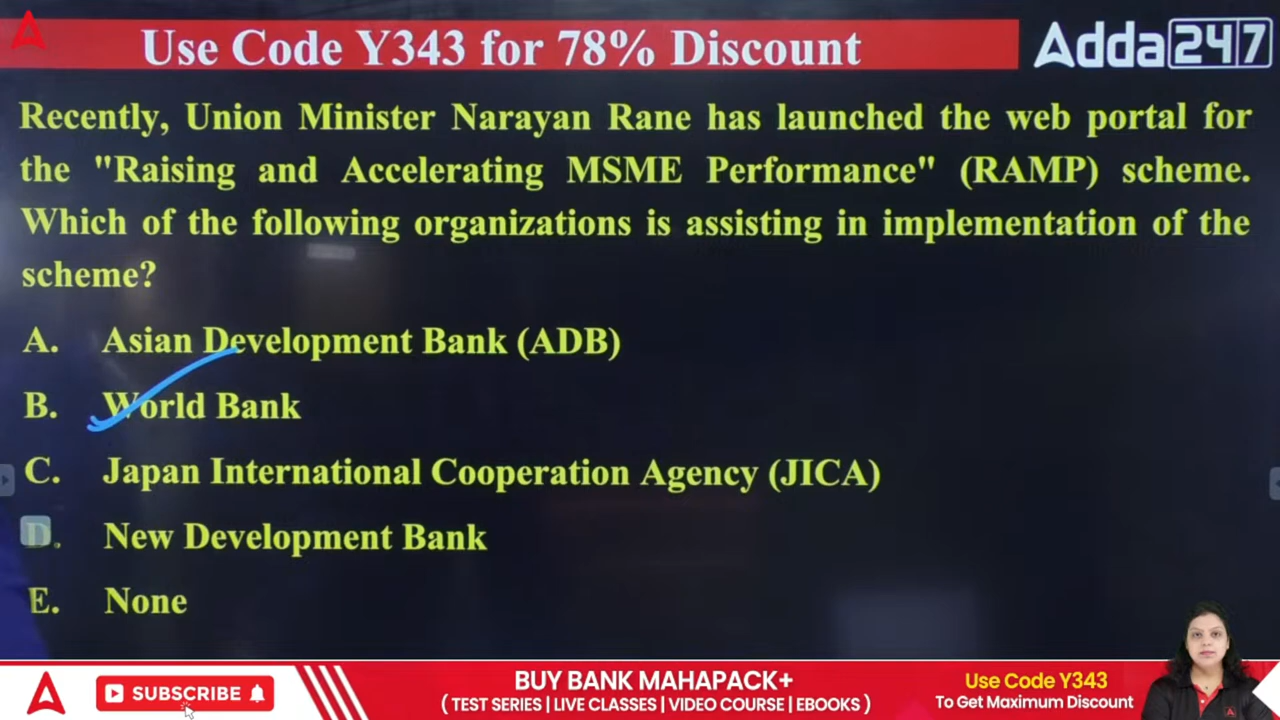 Use Code Y343 for 78% Discount
Adda247
Recently, Union Minister Narayan Rane has launched the web portal for
the "Raising and Accelerating MSME Performance" (RAMP) scheme.
Which of the following organizations is assisting in implementation of the
scheme?
A. Asian Development Bank (ADB)
B. World Bank
C. Japan International Cooperation Agency (JICA)
D. New Development Bank
E. None
SUBSCRIBE
BUY BANK MAHAPACK+
( TEST SERIES | LIVE CLASSES | VIDEO COURSE | EBOOKS )
Use Code Y343
To Get Maximum Discount